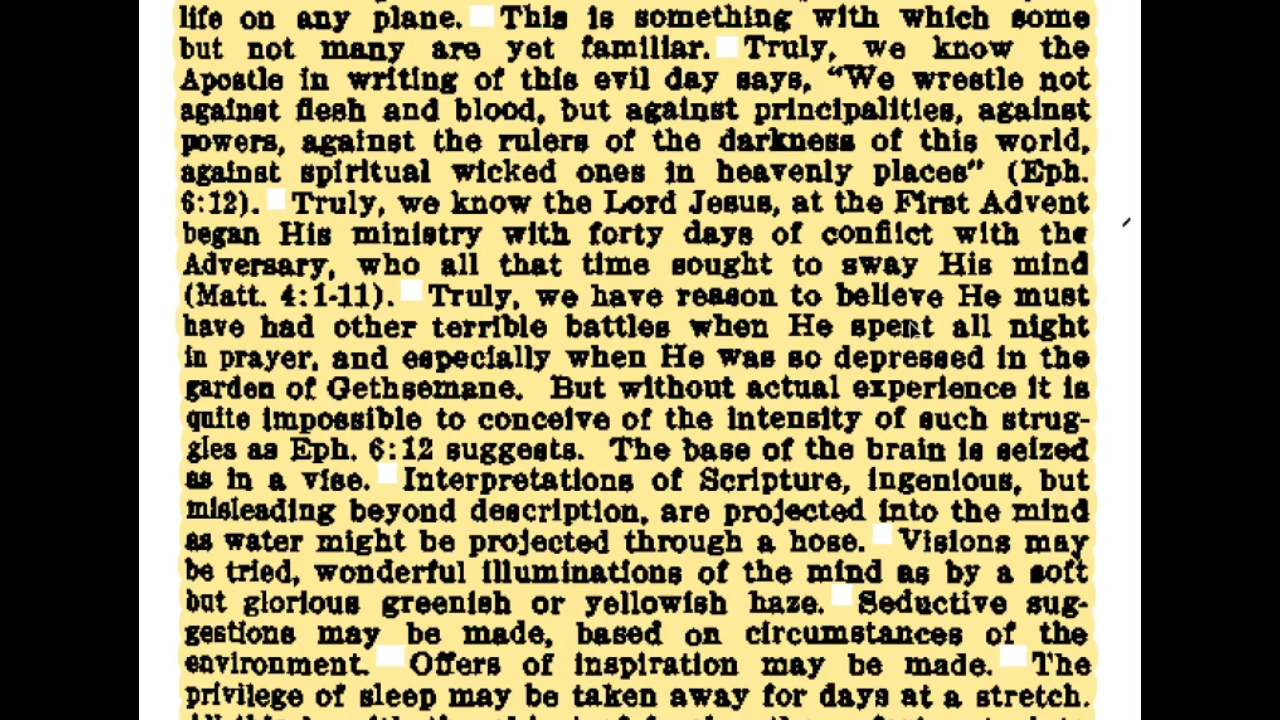 life on any plane. This is something with which some
but not many are yet familiar. Truly, we know the
Apostle in writing of this evil day says, “We wrestle not
against flesh and blood, but against principalities, against
powers, against the rulers of the darkness of this world,
against spiritual wicked ones in heavenly places” (Eph.
6:12). Truly, we know the Lord Jesus, at the First Advent
began His ministry with forty days of conflict with the
Adversary, who all that time sought to sway His mind
(Matt. 4:1-11). Truly, we have reason to believe He must
have had other terrible battles when He spent all night
in prayer, and especially when He was so depressed in the
garden of Gethsemane. But without actual experience it is
quite impossible to conceive of the intensity of such strug-
gles as Eph. 6:12 suggests. The base of the brain is seized
as in a vise. Interpretations of Scripture, ingenious, but
misleading beyond description, are projected into the mind
as water might be projected through a hose. Visions may
be tried, wonderful illuminations of the mind as by a soft
but glorious greenish or yellowish haze. Seductive sug-
gestions may be made, based on circumstances of the
environment. Offers of inspiration may be made. The
privilege of sleep may be taken away for days at a stretch.